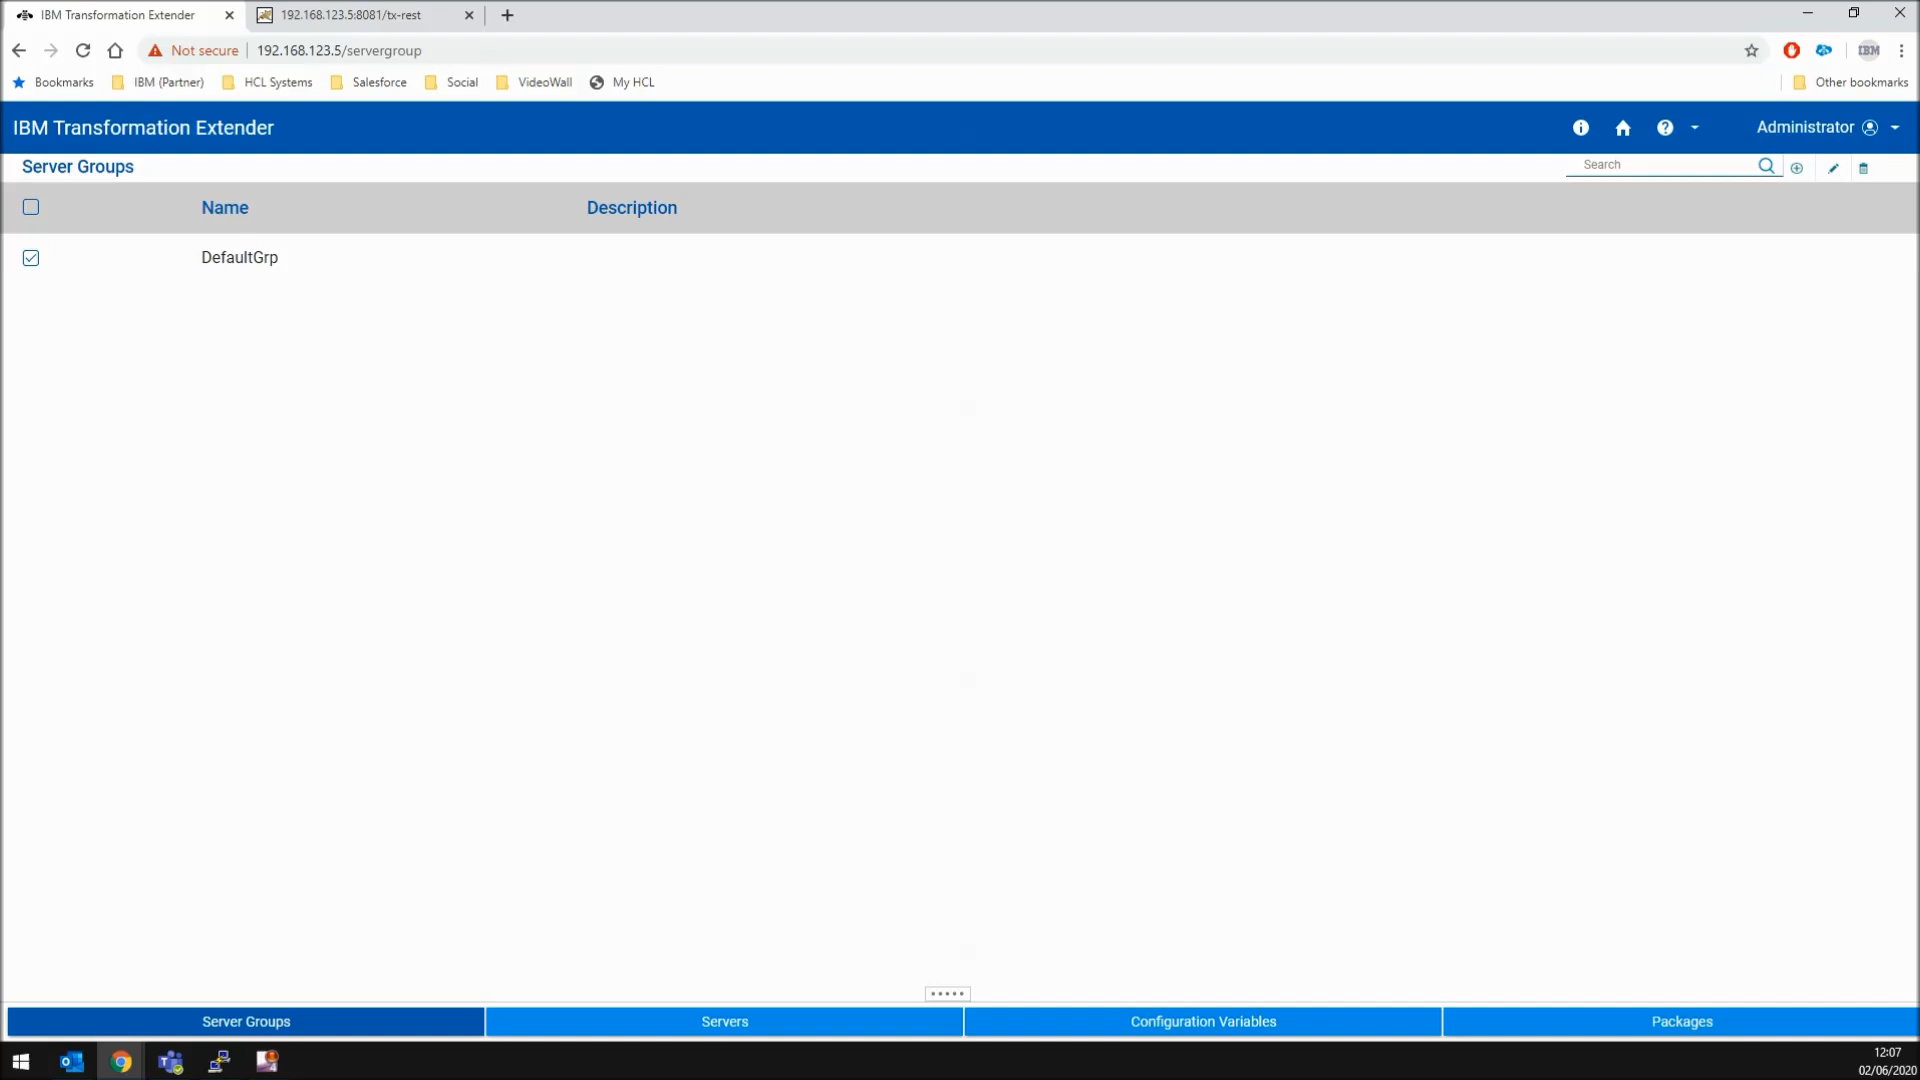 IBM Transformation Extender
192.168.123.5:8081/tx-rest
Not secure
192.168.123.5/servergroup
IBM
Bookmarks
IBM (Partner)
HCL Systems
Salesforce
Social
VideoWall
My HCL
Other bookmarks
IBM Transformation Extender
Administrator
Server Groups
Search
Name
Description
DefaultGrp
Server Groups
Servers
Configuration Variables
Packages
12:07
02/06/2020